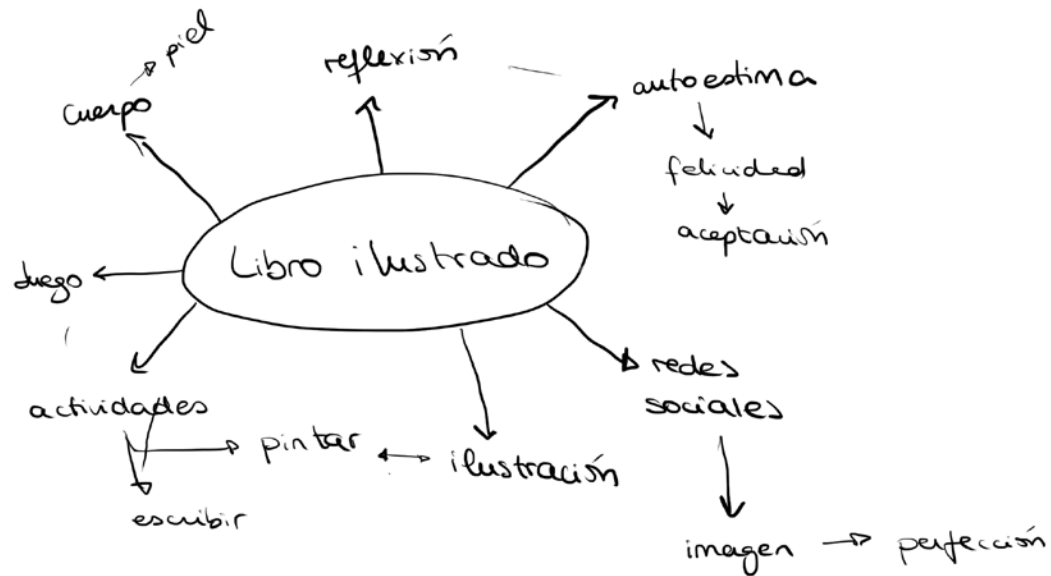 piel
cuerpo
reflexión
autoestima
felicidad
aceptación
Libro ilustrado
Juego
actividades
pintar
escribir
ilustración
redes
sociales
imagen
perfección